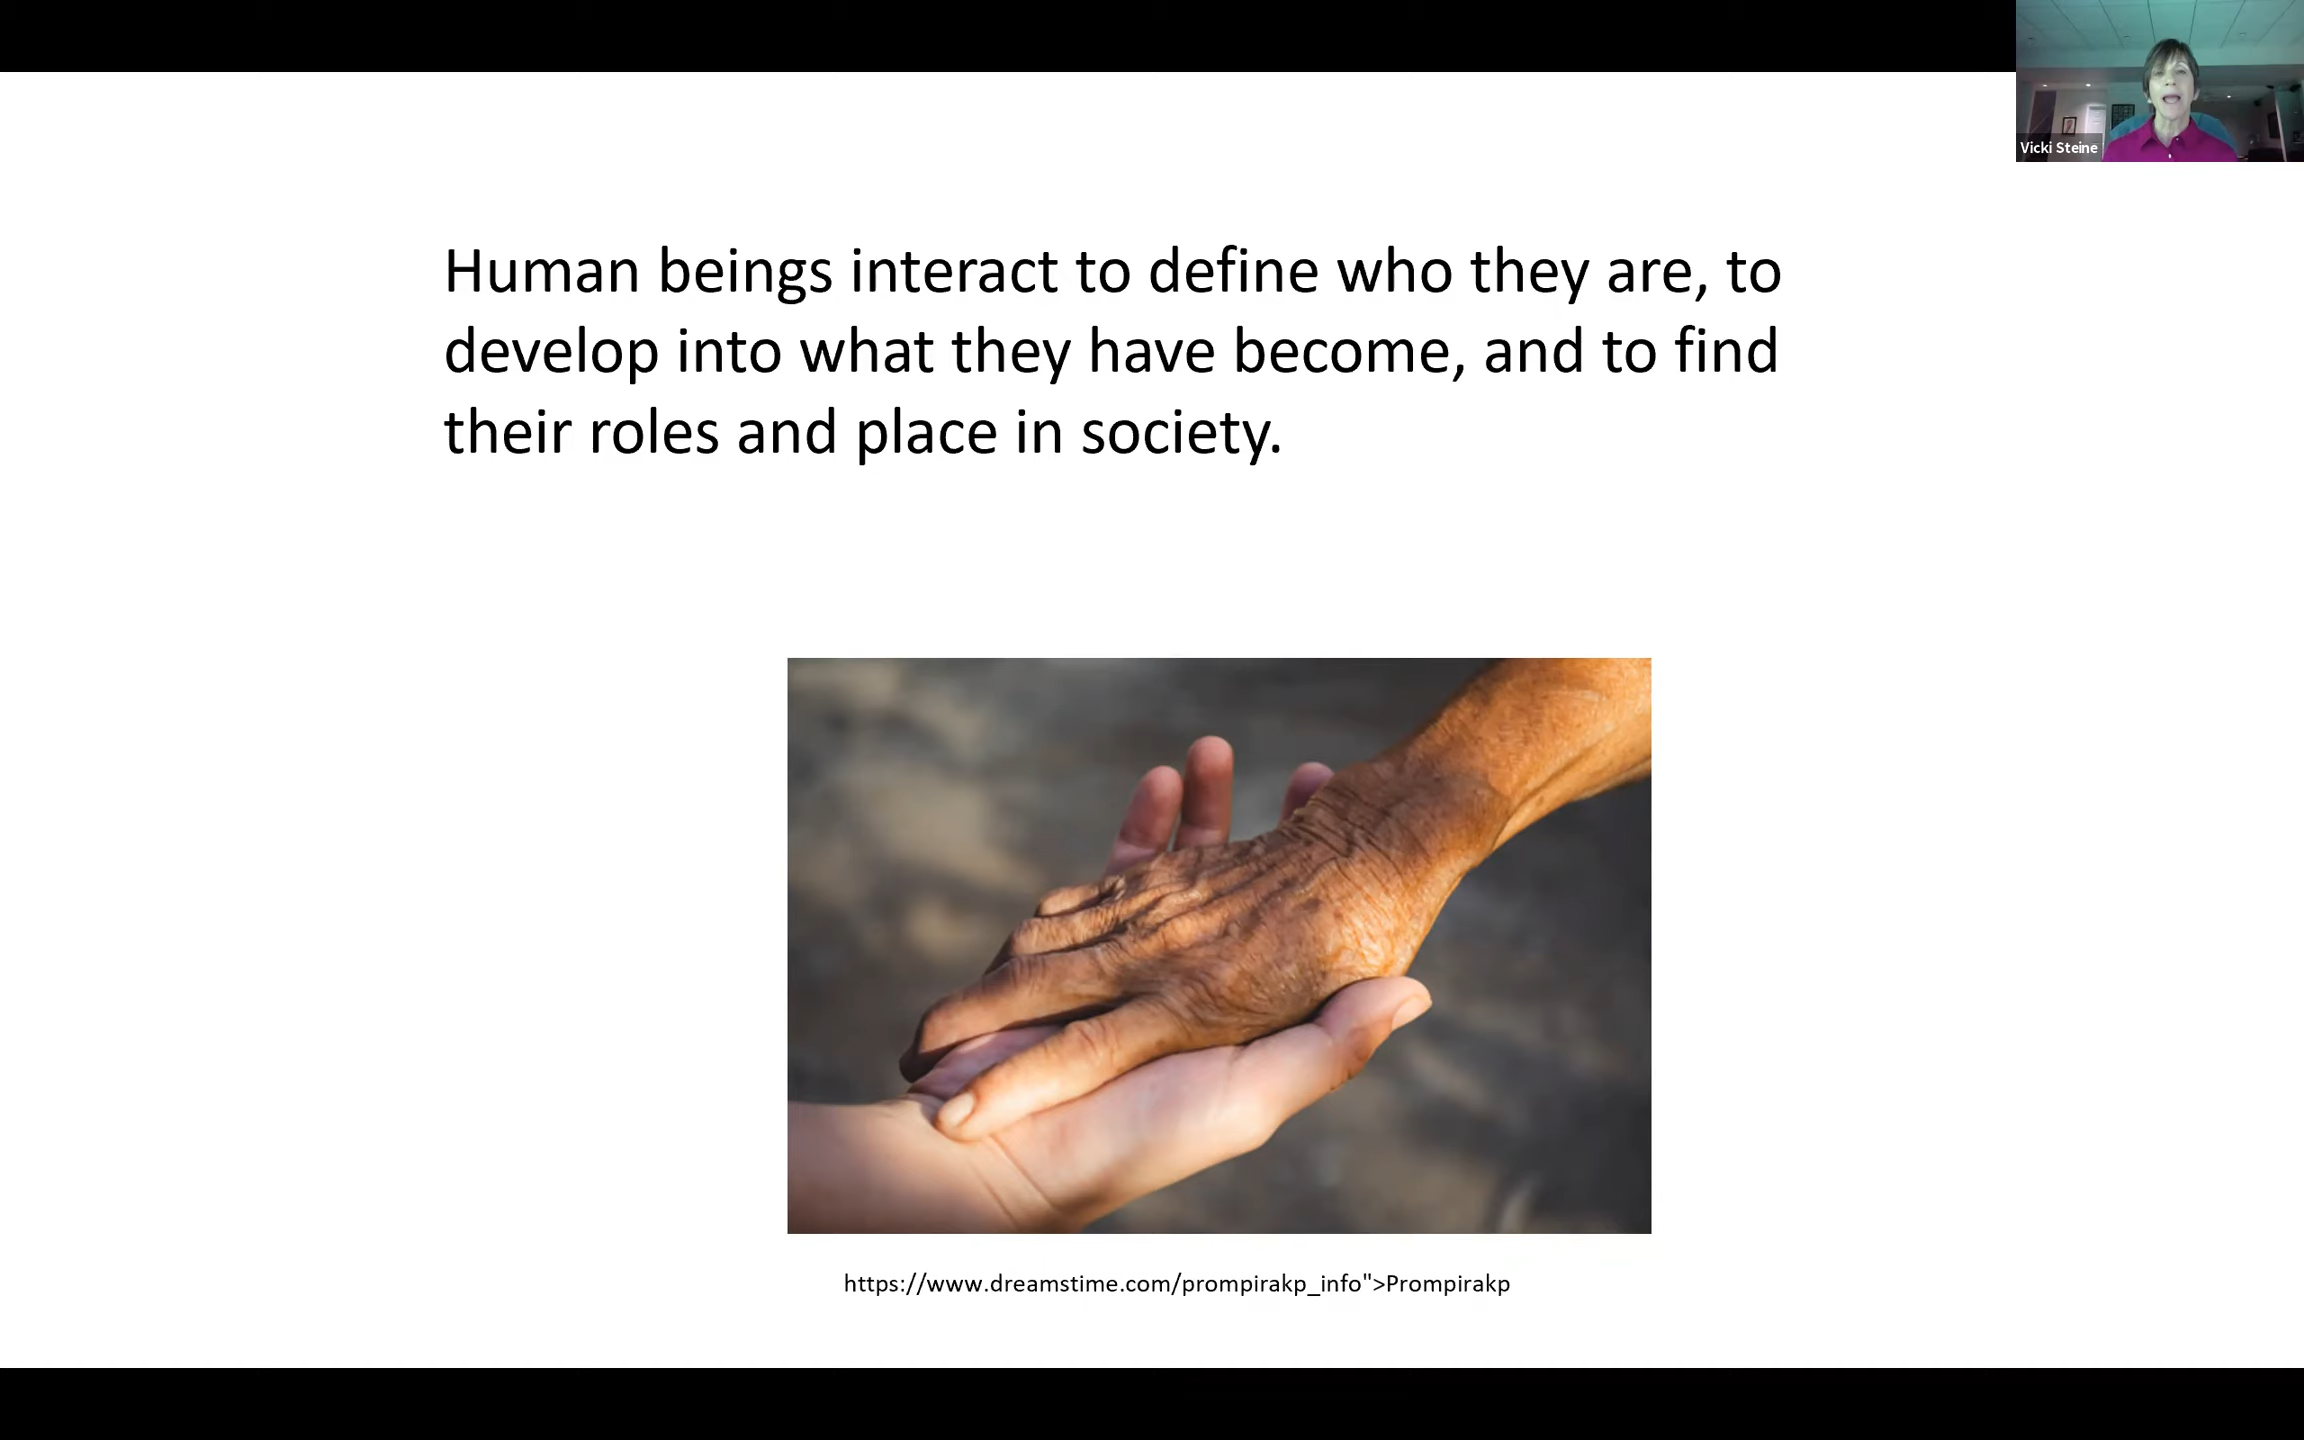 Vicki Steine
Human beings interact to define who they are, to
develop into what they have become, and to find
their roles and place in society.
https://www.dreamstime.com/prompirakp_info">Prompirakp